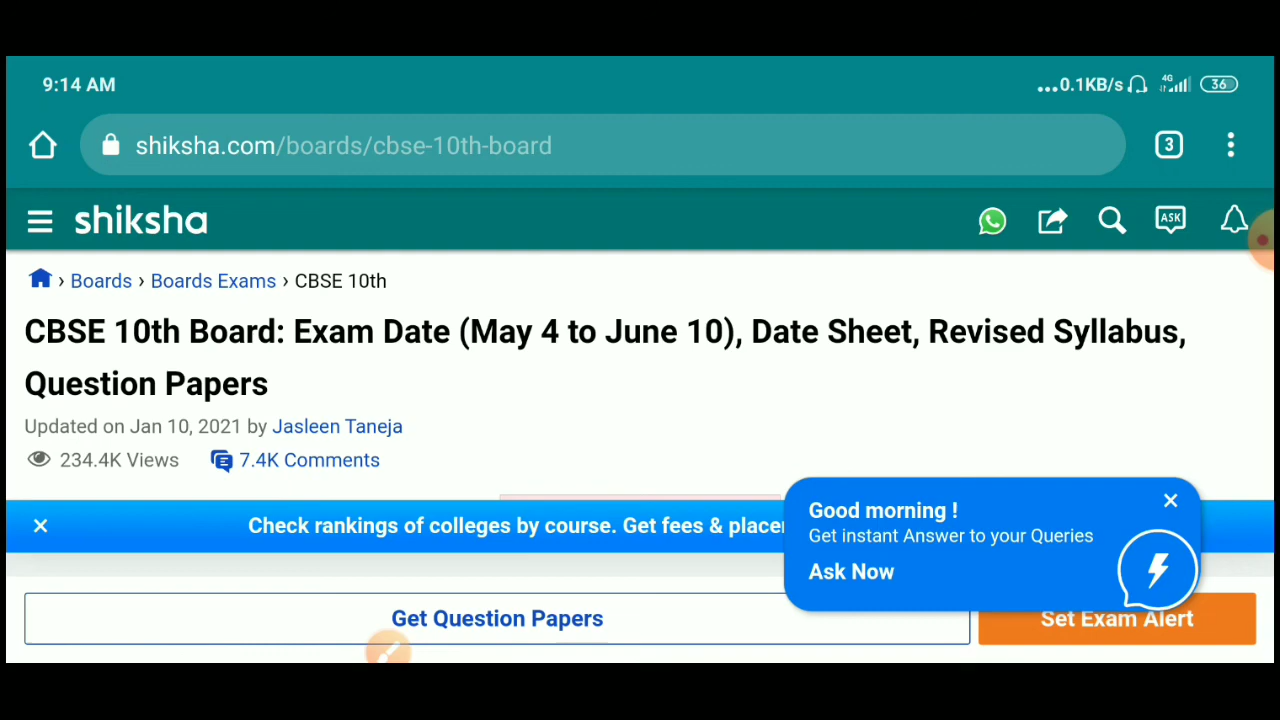 9:14 AM
...0.1KB/s 4G 36
shiksha.com/boards/cbse-10th-board
3
shiksha
ASK
› Boards › Boards Exams › CBSE 10th
CBSE 10th Board: Exam Date (May 4 to June 10), Date Sheet, Revised Syllabus,
Question Papers
Updated on Jan 10, 2021 by Jasleen Taneja
234.4K Views 7.4K Comments
Check rankings of colleges by course. Get fees &
Good morning !
Get instant Answer to your Queries
Ask Now
Get Question Papers
Set Exam Alert